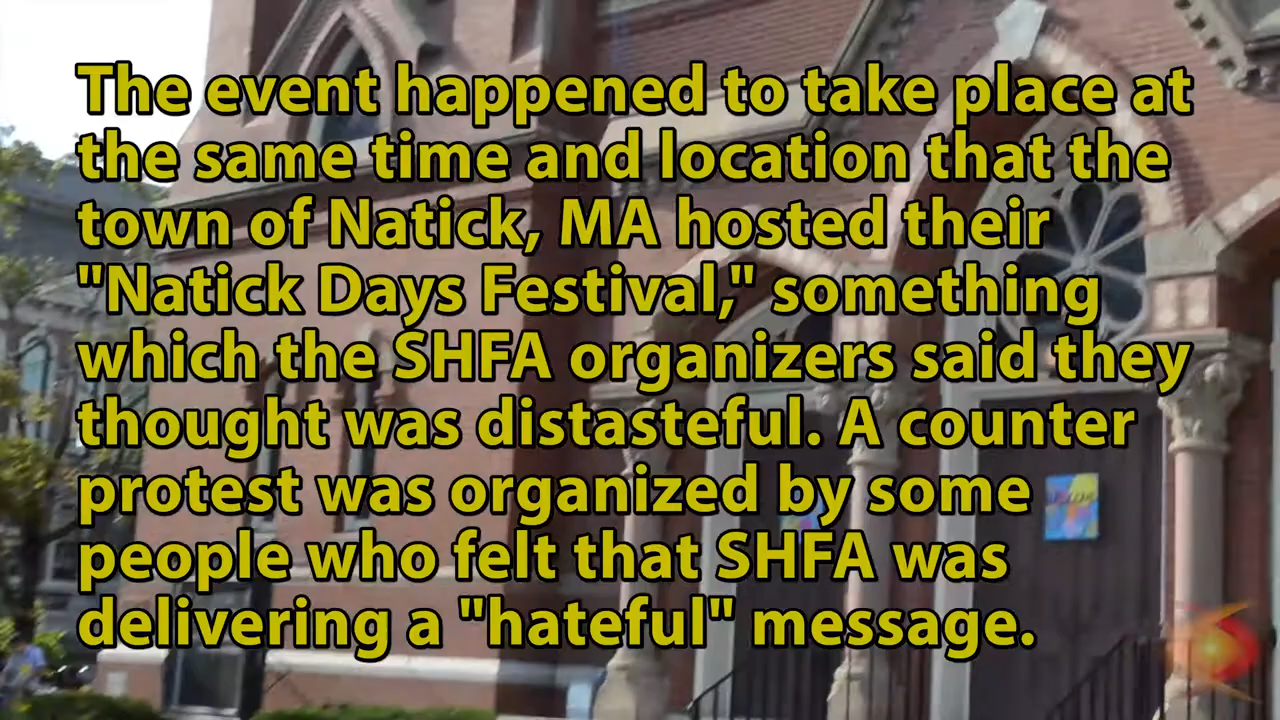 The event happened to take place at
the same time and location that the
town of Natick, MA hosted their
"Natick Days Festival," something
which the SHFA organizers said they
thought was distasteful. A counter
protest was organized by some
people who felt that SHFA was
delivering a "hateful" message.